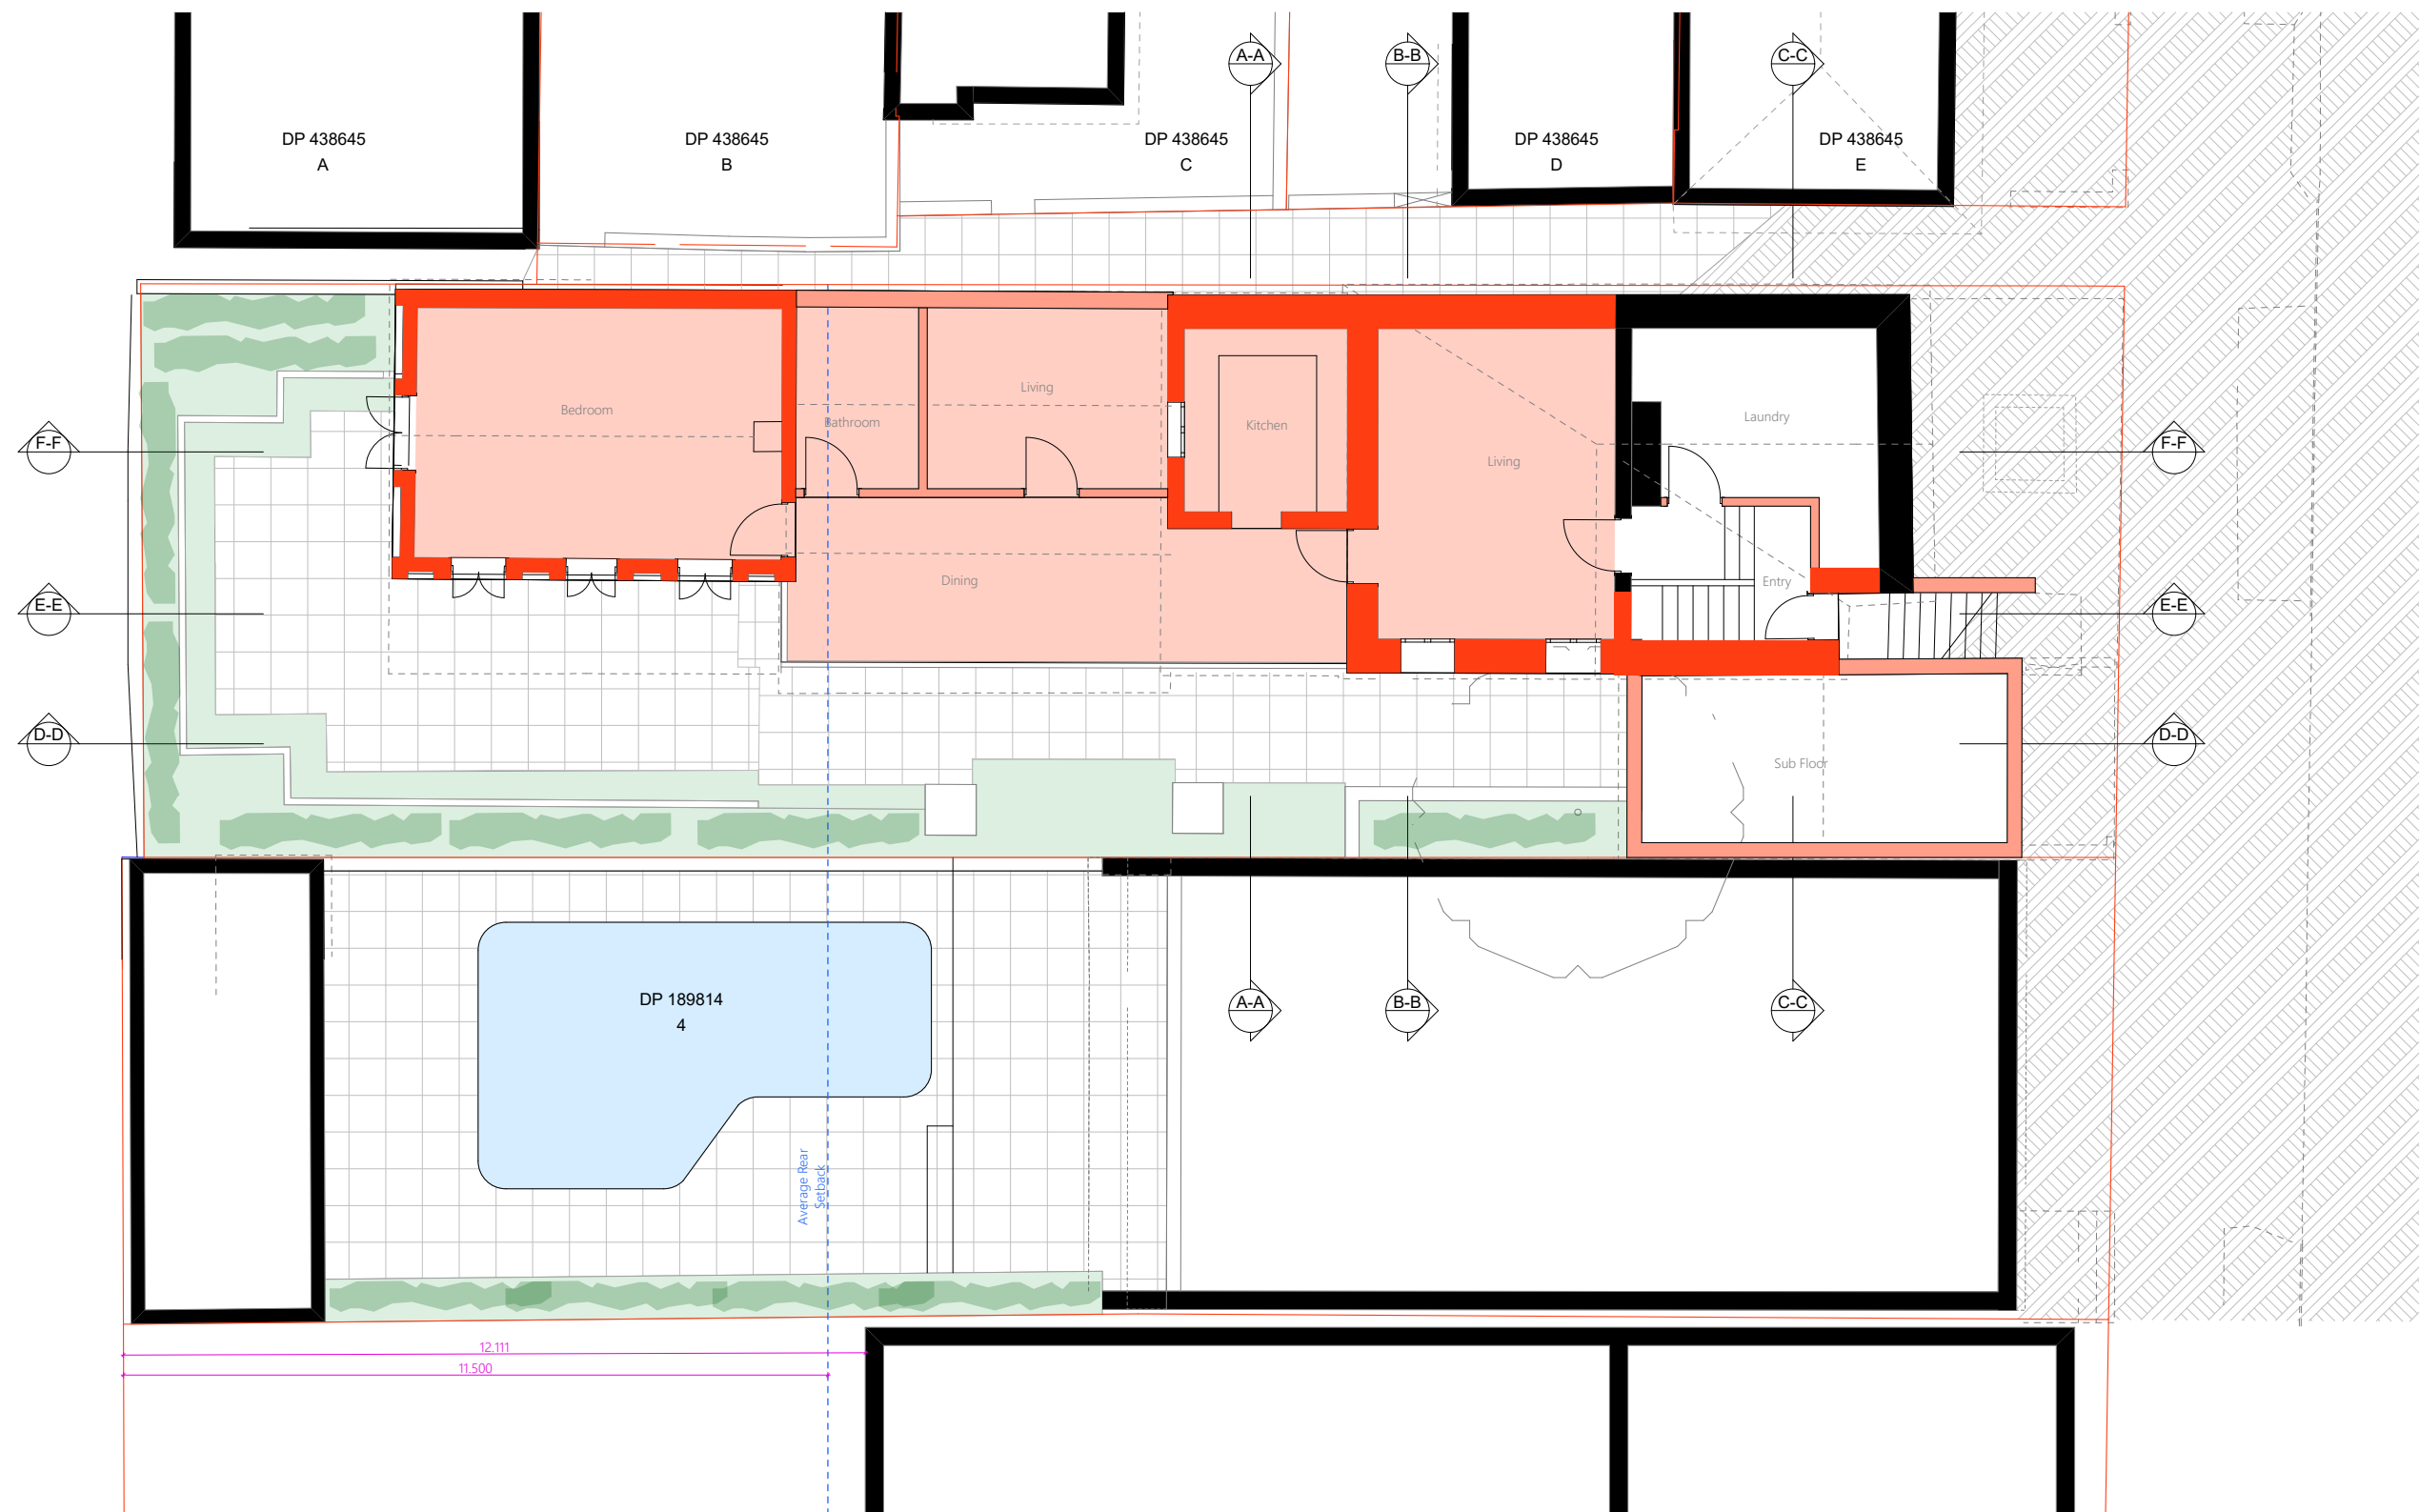 A-A
B-B
C-C
DP 438645
A
DP 438645
B
DP 438645
C
DP 438645
D
DP 438645
E
Living
Bedroom
Bathroom
Kitchen
Laundry
Living
F-F
F-F
Dining
Entry
E-E
E-E
D-D
D-D
Sub Floor
DP 189814
4
A-A
B-B
C-C
Average Rear
Setback
12.111
11.500